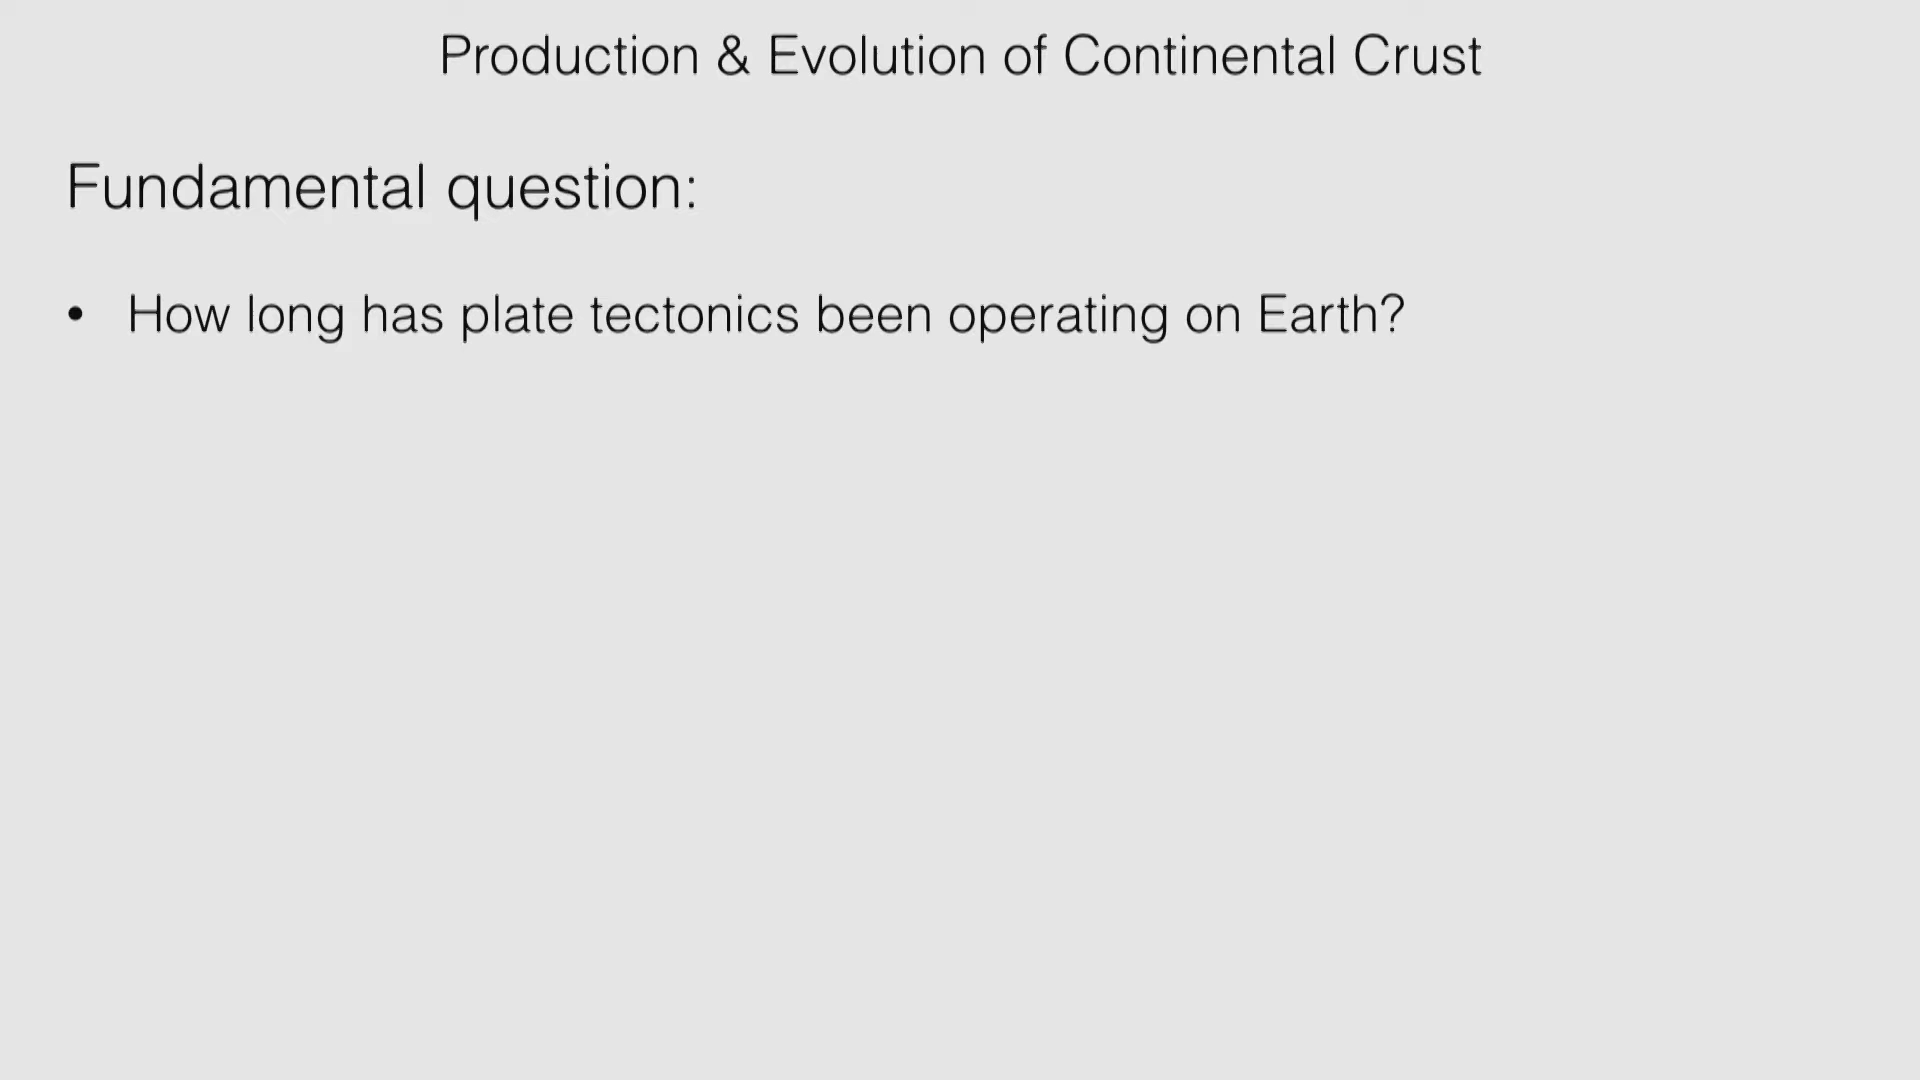 Production & Evolution of Continental Crust
Fundamental question:
• How long has plate tectonics been operating on Earth?